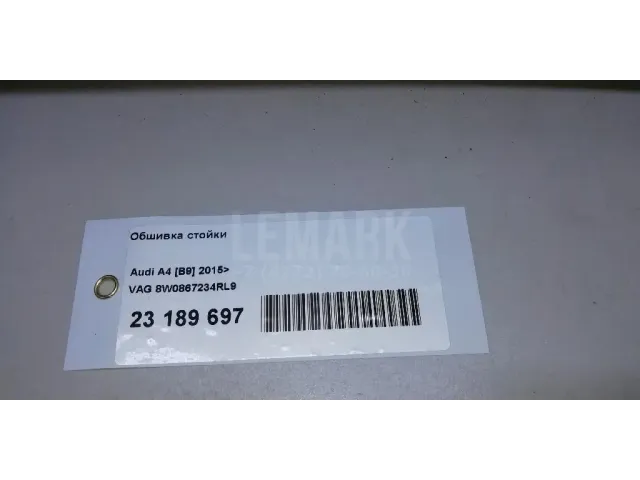 LEMARK
Обшивка стойки
Audi A4 [B9] 2015>
VAG 8W0867234RL9
23 189 697